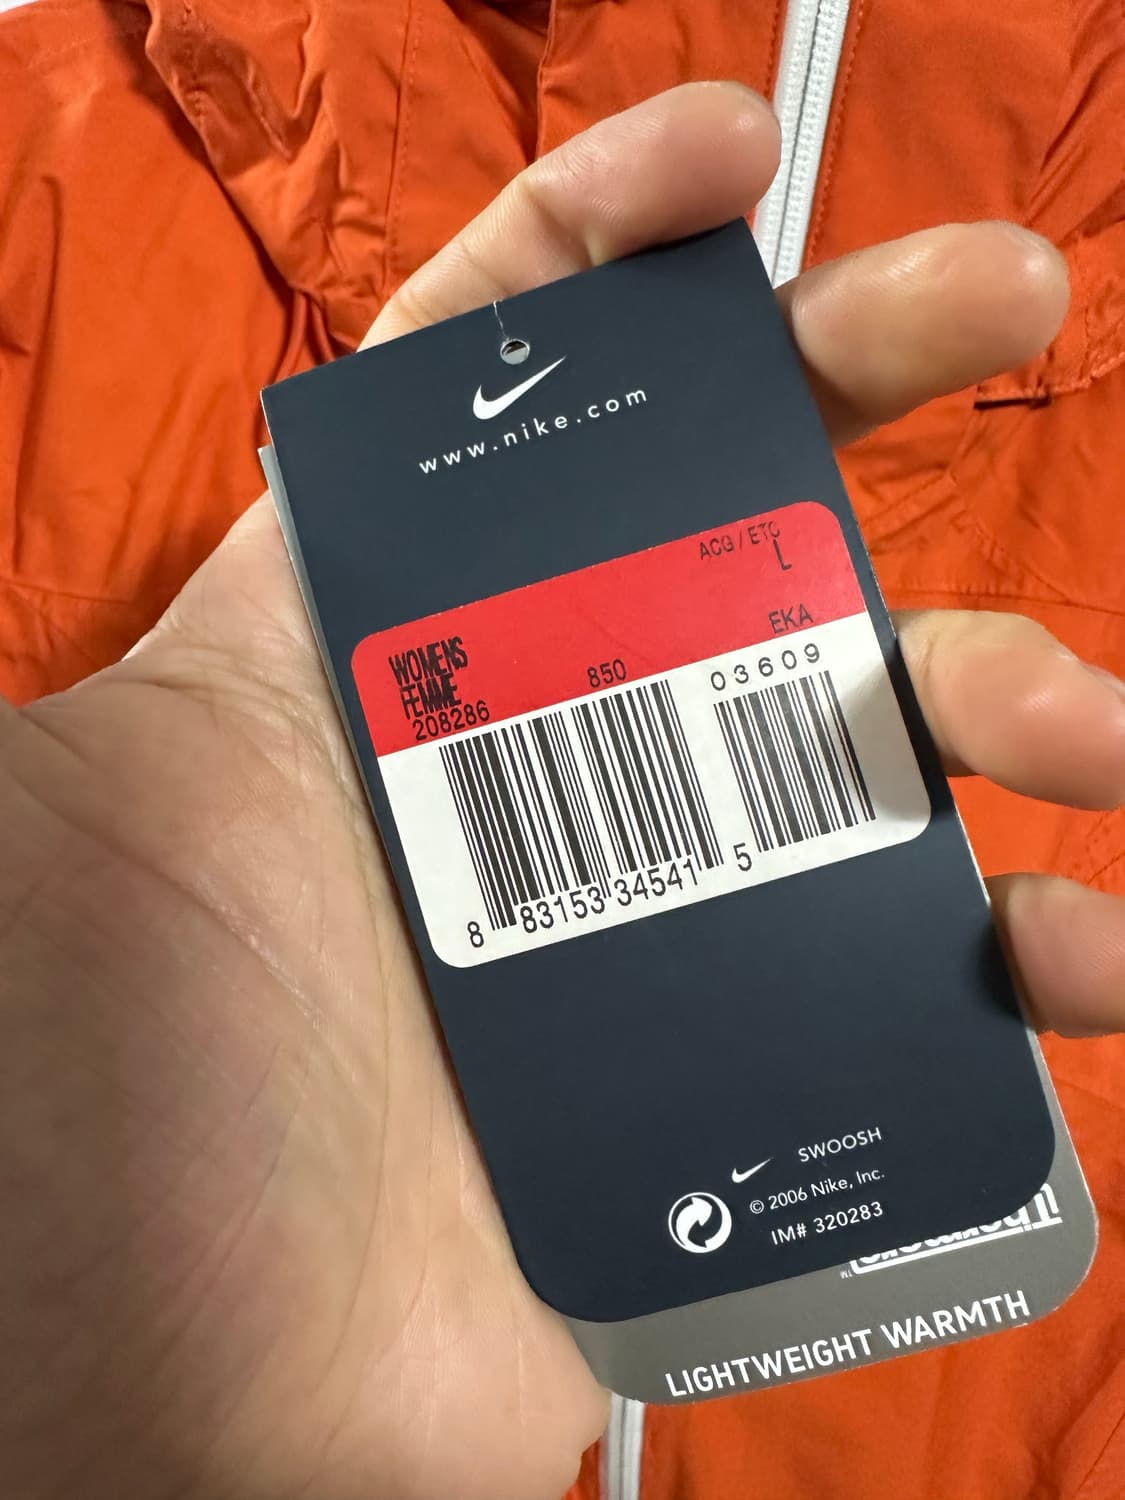 www.nike.com
ACG / ETC
L
WOMENS
FEMME
EKA
208286
850
03609
8 83153 34541 5
SWOOSH
© 2006 Nike, Inc.
IM# 320283
TM
LIGHTWEIGHT WARMTH